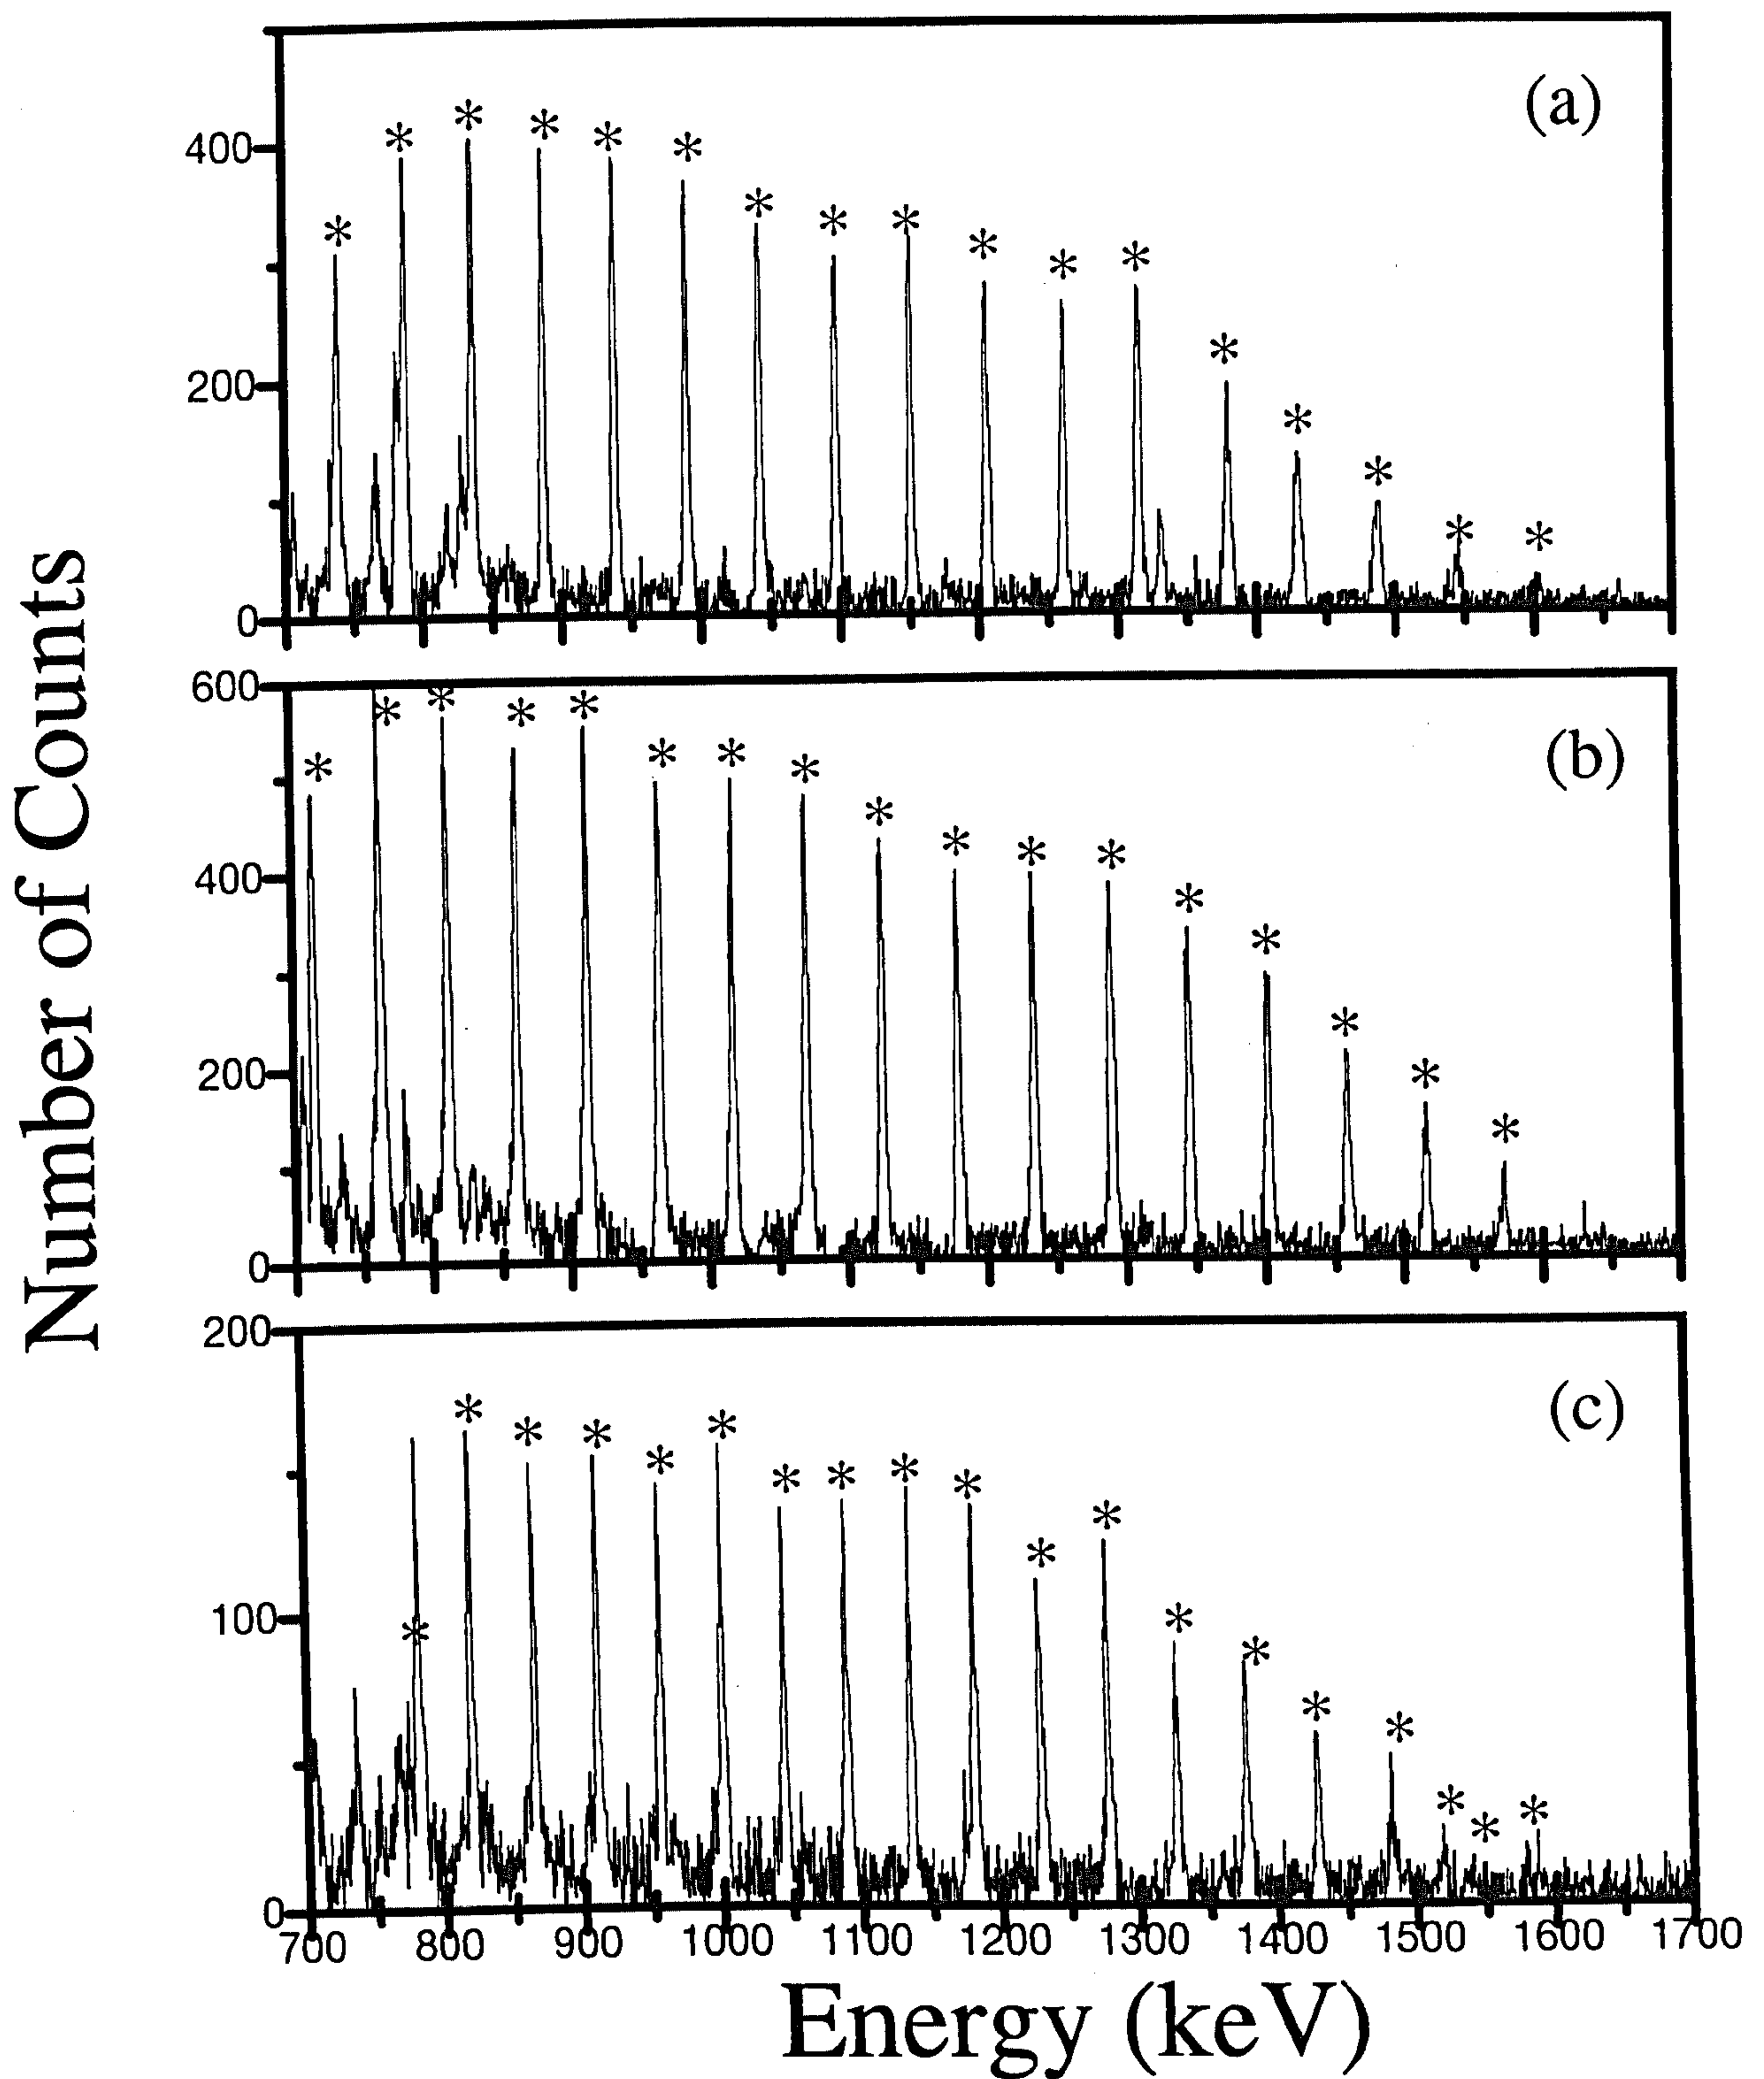 Number of Counts
(a)
400
200
0
* * * * * * * * * * * * * * * * *
(b)
600
400
200
0
* * * * * * * * * * * * * * * * *
(c)
200
100
0
* * * * * * * * * * * * * * * * * * *
700 800 900 1000 1100 1200 1300 1400 1500 1600 1700
Energy (keV)